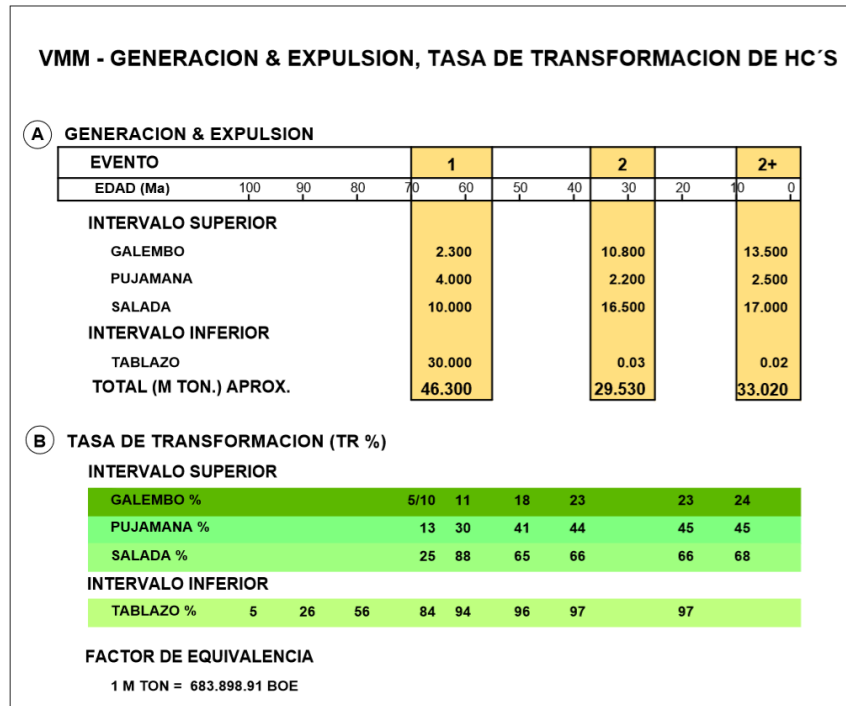 VMM - GENERACION & EXPULSION, TASA DE TRANSFORMACION DE HC´S
A GENERACION & EXPULSION
EVENTO 1 2 2+
EDAD (Ma) 100 90 80 70 60 50 40 30 20 10 0
INTERVALO SUPERIOR
GALEMBO 2.300 10.800 13.500
PUJAMANA 4.000 2.200 2.500
SALADA 10.000 16.500 17.000
INTERVALO INFERIOR
TABLAZO 30.000 0.03 0.02
TOTAL (M TON.) APROX. 46.300 29.530 33.020
B TASA DE TRANSFORMACION (TR %)
INTERVALO SUPERIOR
GALEMBO % 5/10 11 18 23 23 24
PUJAMANA % 13 30 41 44 45 45
SALADA % 25 88 65 66 66 68
INTERVALO INFERIOR
TABLAZO % 5 26 56 84 94 96 97 97
FACTOR DE EQUIVALENCIA
1 M TON = 683.898.91 BOE